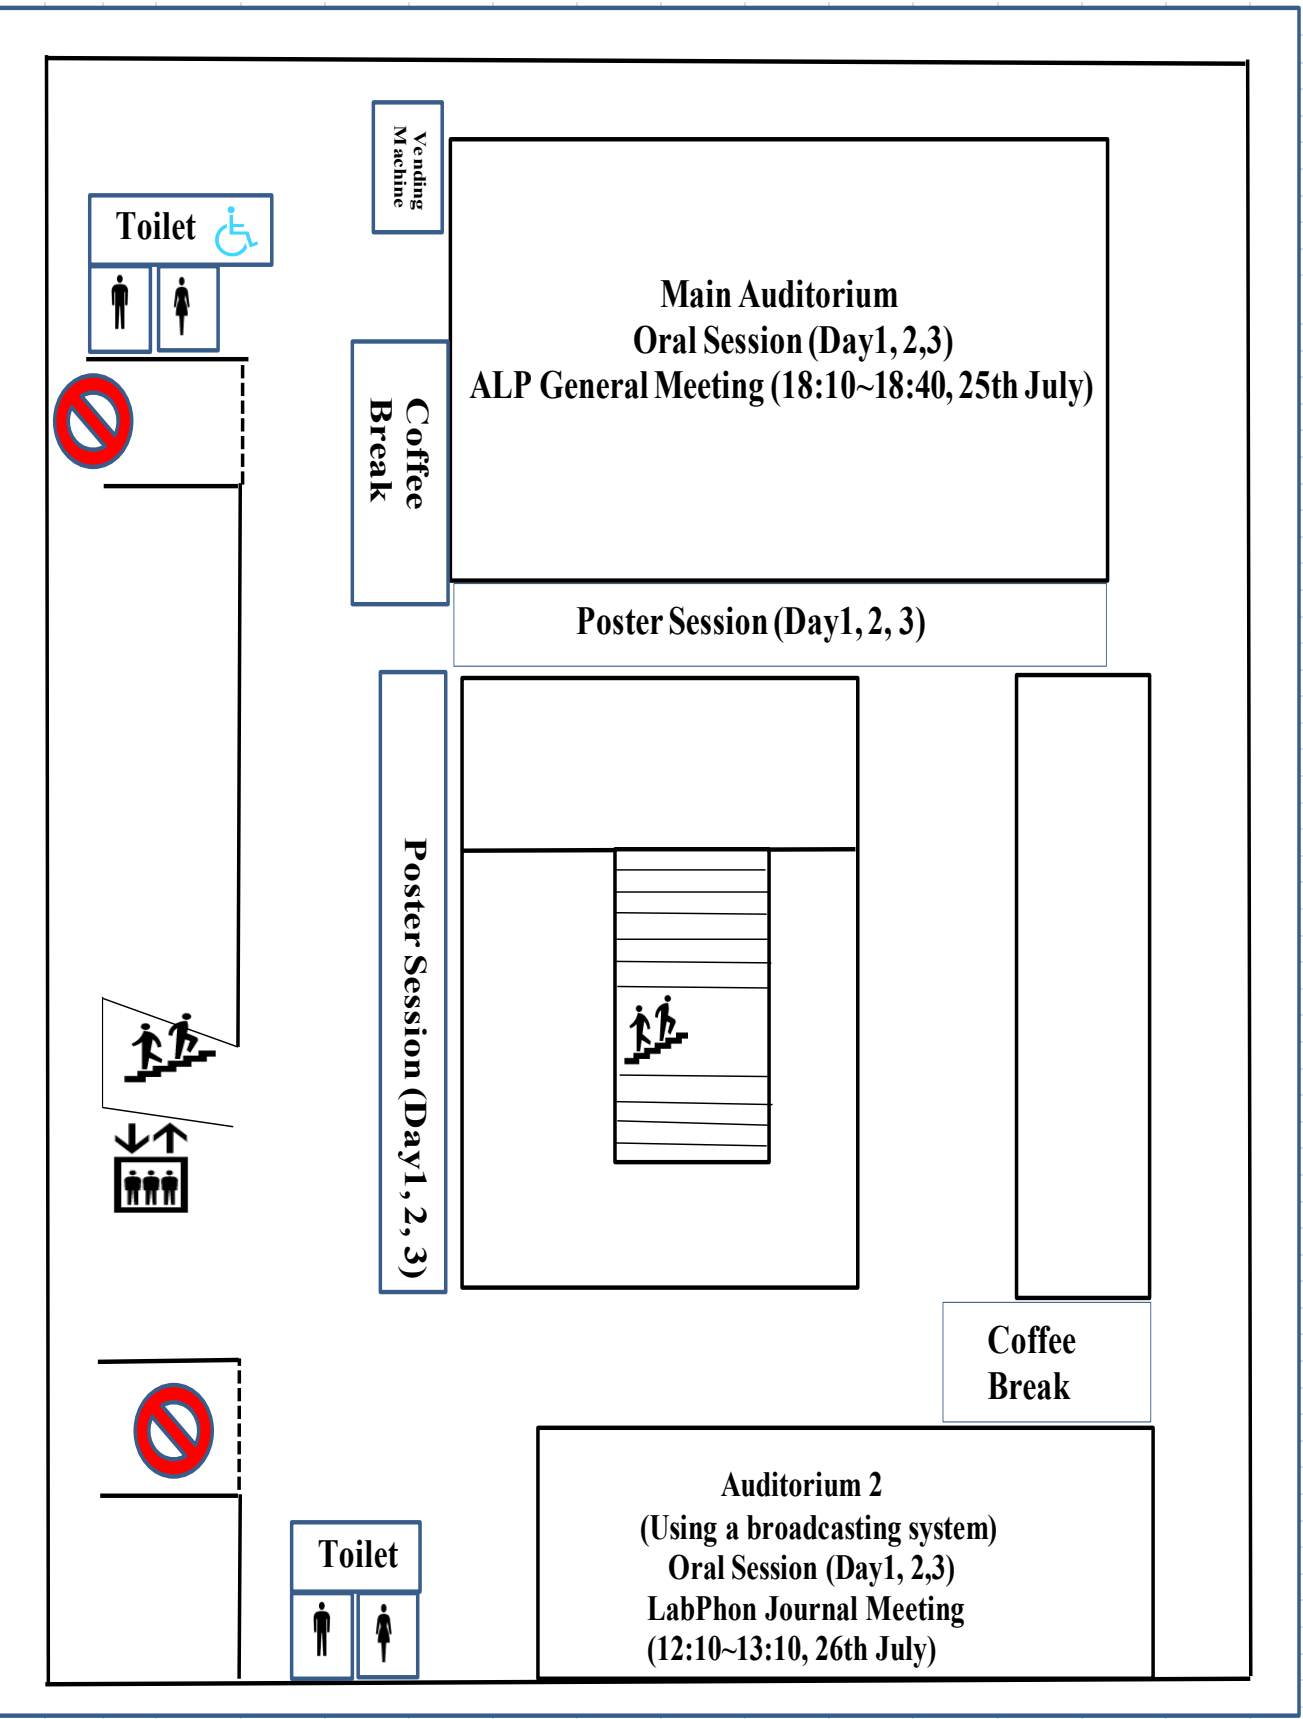 Vending
Machine
Toilet
Main Auditorium
Oral Session (Day1, 2,3)
ALP General Meeting (18:10~18:40, 25th July)
Coffee
Break
Poster Session (Day1, 2, 3)
Poster Session (Day1, 2, 3)
Coffee
Break
Auditorium 2
(Using a broadcasting system)
Oral Session (Day1, 2,3)
LabPhon Journal Meeting
(12:10~13:10, 26th July)
Toilet